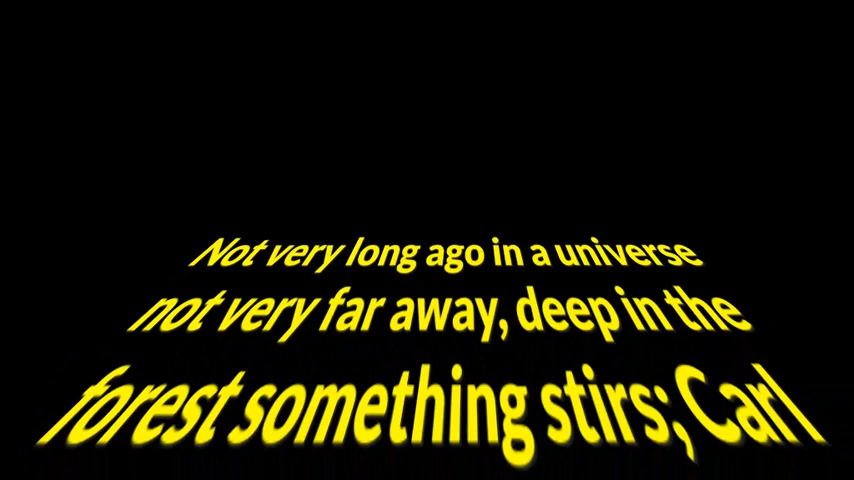 Not very long ago in a universe
not very far away, deep in the
forest something stirs; Carl